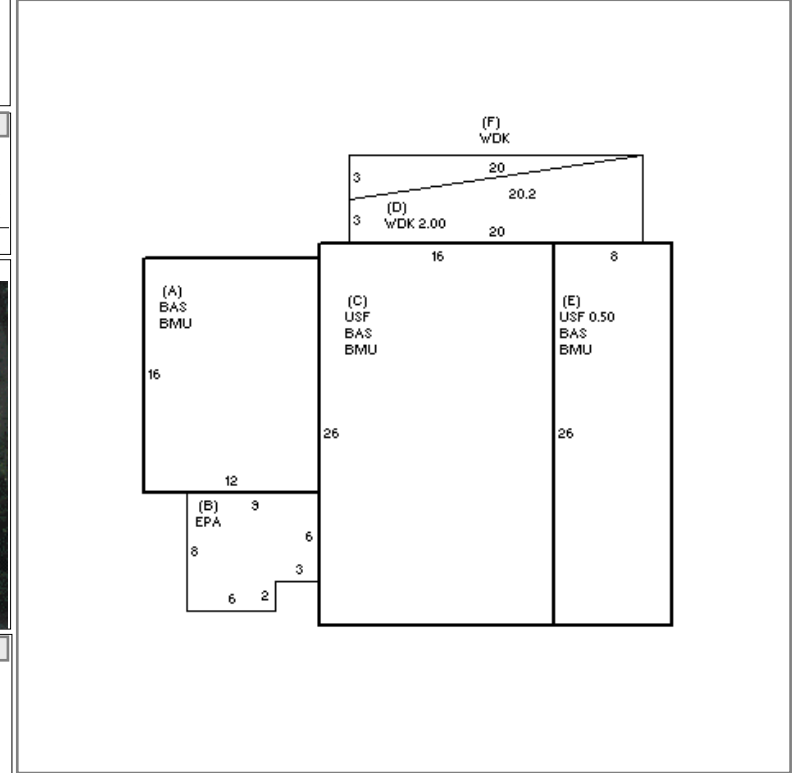 (F)
WDK
20
3
20.2
(D)
3
WDK 2.00
20
16
8
(A)
BAS
BMU
(C)
USF
BAS
BMU
(E)
USF 0.50
BAS
BMU
16
26
26
12
(B)
EPA
9
6
8
3
6
2